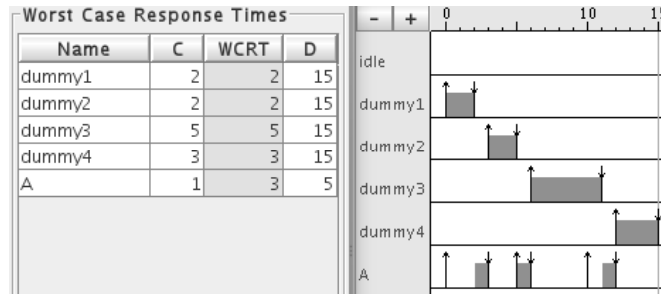 Worst Case Response Times
Name C WCRT D
dummy1 2 2 15
dummy2 2 2 15
dummy3 5 5 15
dummy4 3 3 15
A 1 3 5
- + 0 10 15
idle
dummy1
dummy2
dummy3
dummy4
A